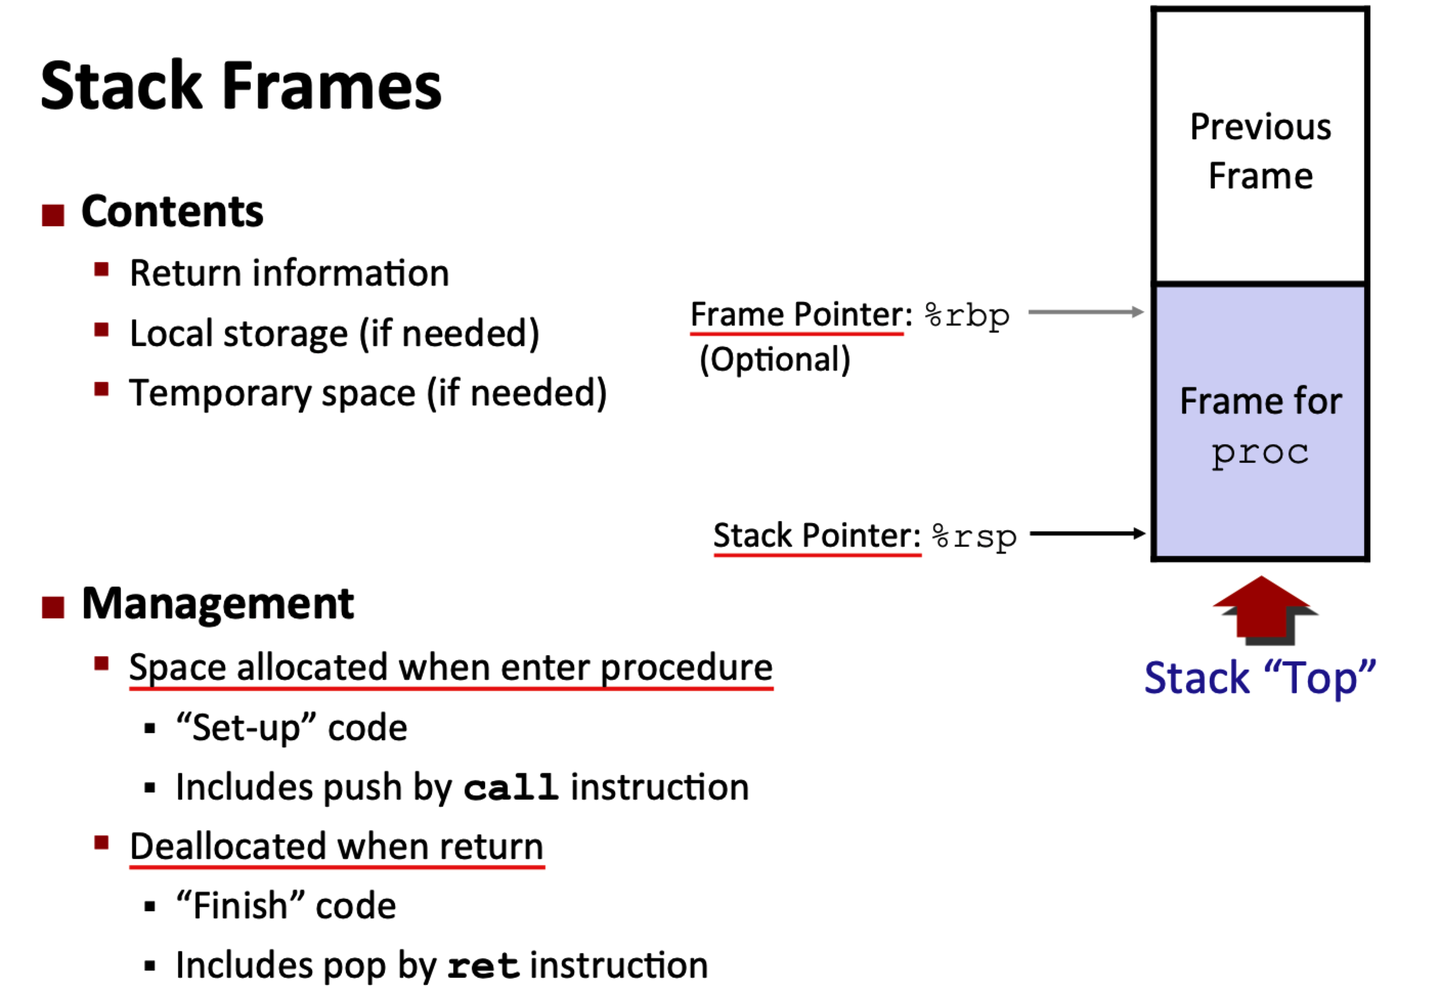 Stack Frames
Contents
Return information
Local storage (if needed)
Temporary space (if needed)
Management
Space allocated when enter procedure
“Set-up” code
Includes push by call instruction
Deallocated when return
“Finish” code
Includes pop by ret instruction
Frame Pointer: %rbp
(Optional)
Stack Pointer: %rsp
Previous
Frame
Frame for
proc
Stack “Top”